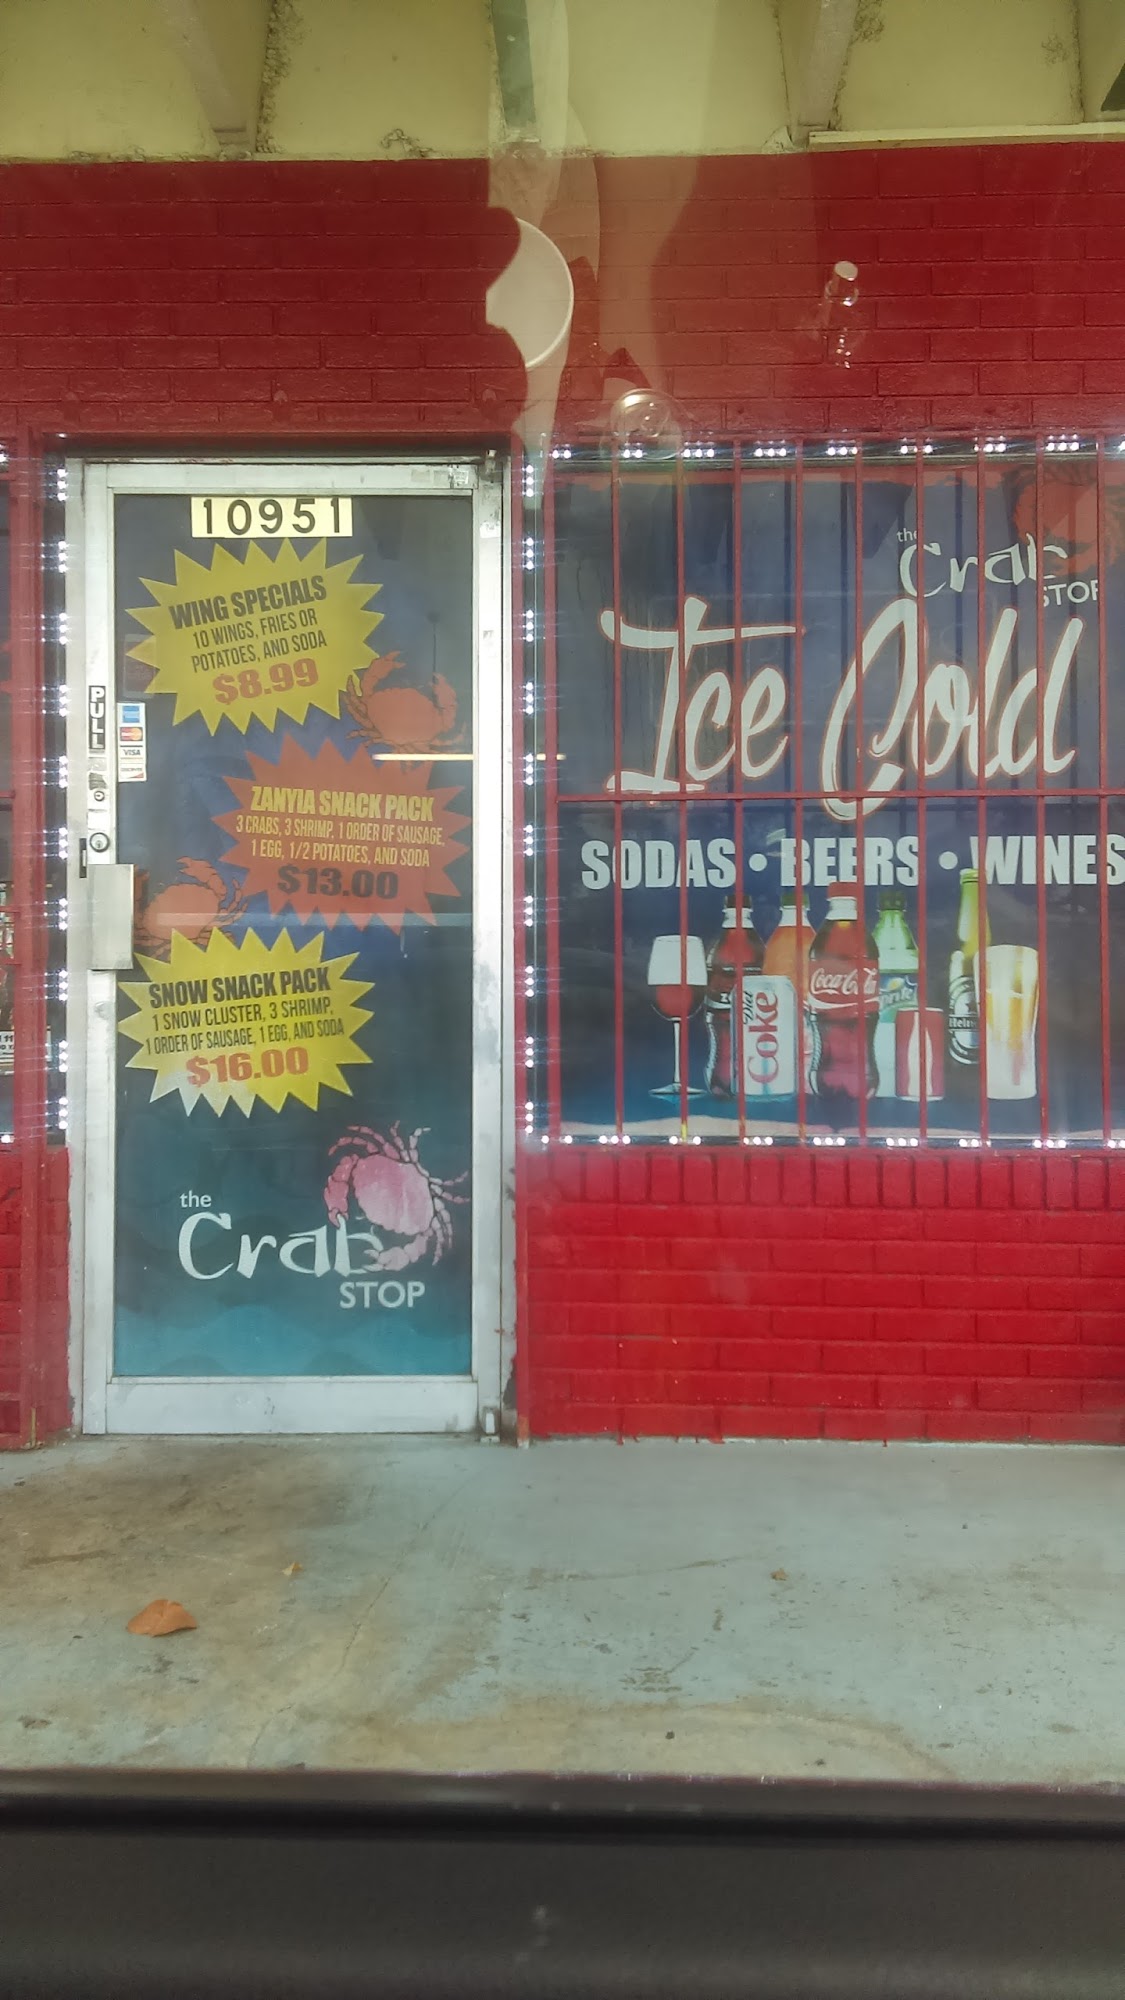 10951
WING SPECIALS
10 WINGS, FRIES OR
POTATOES, AND SODA
$8.99
PULL
VISA
ZANYIA SNACK PACK
3 CRABS, 3 SHRIMP, 1 ORDER OF SAUSAGE,
1 EGG, 1/2 POTATOES, AND SODA
$13.00
SNOW SNACK PACK
1 SNOW CLUSTER, 3 SHRIMP,
1 ORDER OF SAUSAGE, 1 EGG, AND SODA
$16.00
the
Crab
STOP
the
Crab
STOP
Ice Cold
SODAS • BEERS • WINES
Diet
Coke
Coca-Cola
Sprite